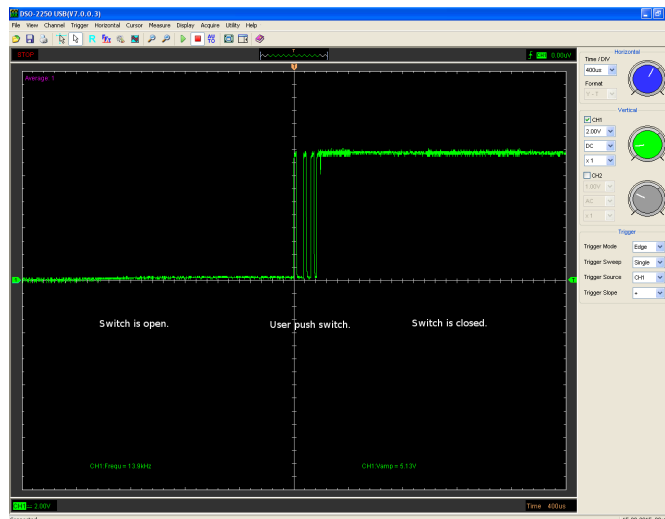 DSO-2250 USB(V7.0.0.3)
File View Channel Trigger Horizontal Cursor Measure Display Acquire Utility Help
STOP
CH1 0.00uV
Average: 1
T
Switch is open.
User push switch.
Switch is closed.
CH1 Frequ= 13.9kHz
CH1 Vamp= 5.13V
CH1 = 2.00V
Time 400us
Horizontal
Time / DIV
400us
Format
Y - T
Vertical
CH1
2.00V
DC
x 1
CH2
1.00V
AC
x 1
Trigger
Trigger Mode
Edge
Trigger Sweep
Single
Trigger Source
CH1
Trigger Slope
+